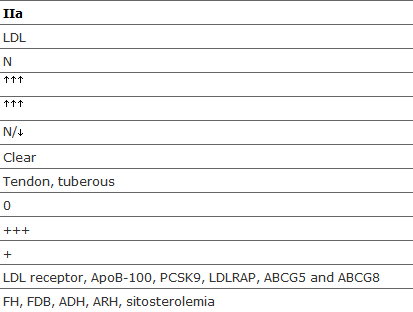 IIa
LDL
N
↑↑↑
↑↑↑
N/↓
Clear
Tendon, tuberous
0
+++
+
LDL receptor, ApoB-100, PCSK9, LDLRAP, ABCG5 and ABCG8
FH, FDB, ADH, ARH, sitosterolemia